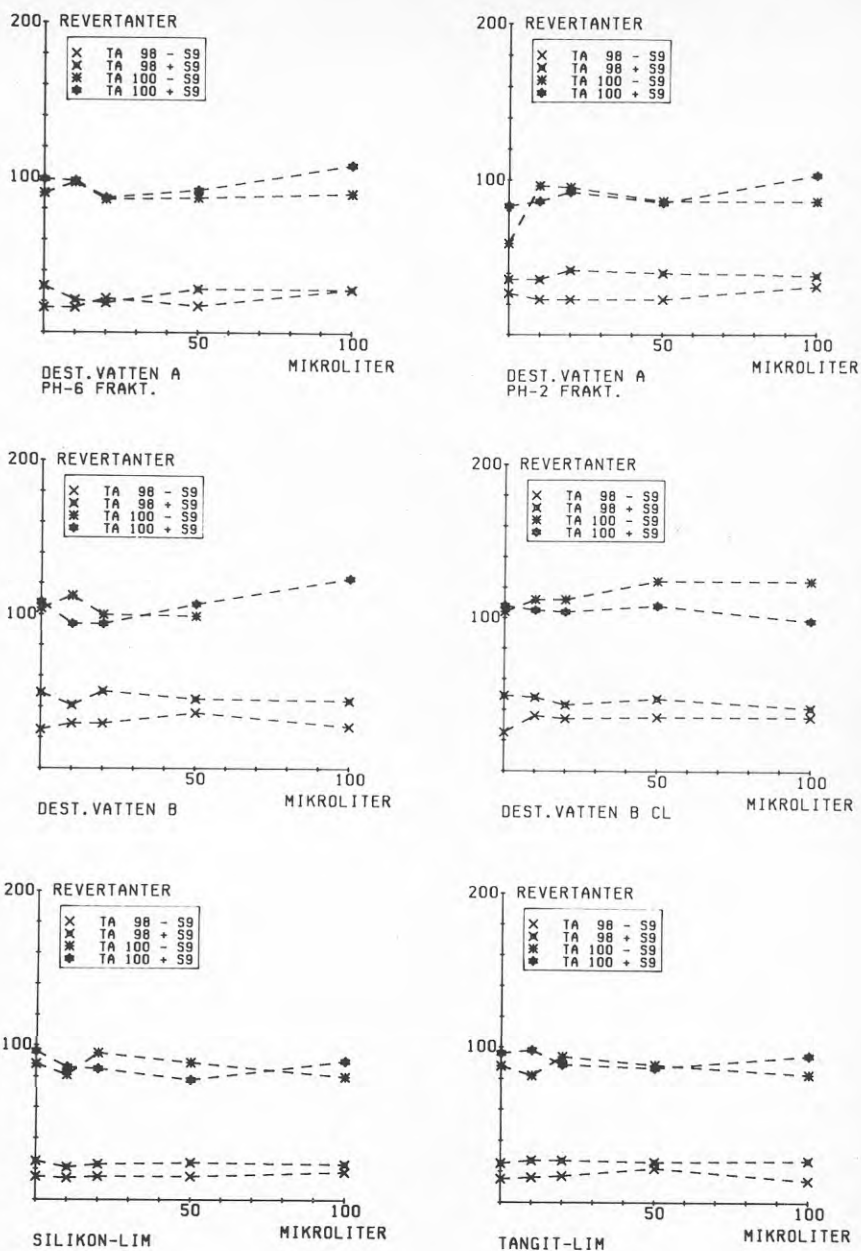 200 REVERTANTER
× TA 98 - S9
× TA 98 + S9
* TA 100 - S9
* TA 100 + S9
100
50 100
MIKROLITER
DEST.VATTEN A
PH-6 FRAKT.
200 REVERTANTER
× TA 98 - S9
× TA 98 + S9
* TA 100 - S9
* TA 100 + S9
100
50 100
MIKROLITER
DEST.VATTEN A
PH-2 FRAKT.
200 REVERTANTER
× TA 98 - S9
× TA 98 + S9
* TA 100 - S9
* TA 100 + S9
100
50 100
MIKROLITER
DEST.VATTEN B
200 REVERTANTER
× TA 98 - S9
× TA 98 + S9
* TA 100 - S9
* TA 100 + S9
100
50 100
MIKROLITER
DEST.VATTEN B CL
200 REVERTANTER
× TA 98 - S9
× TA 98 + S9
* TA 100 - S9
* TA 100 + S9
100
50 100
MIKROLITER
SILIKON-LIM
200 REVERTANTER
× TA 98 - S9
× TA 98 + S9
* TA 100 - S9
* TA 100 + S9
100
50 100
MIKROLITER
TANGIT-LIM